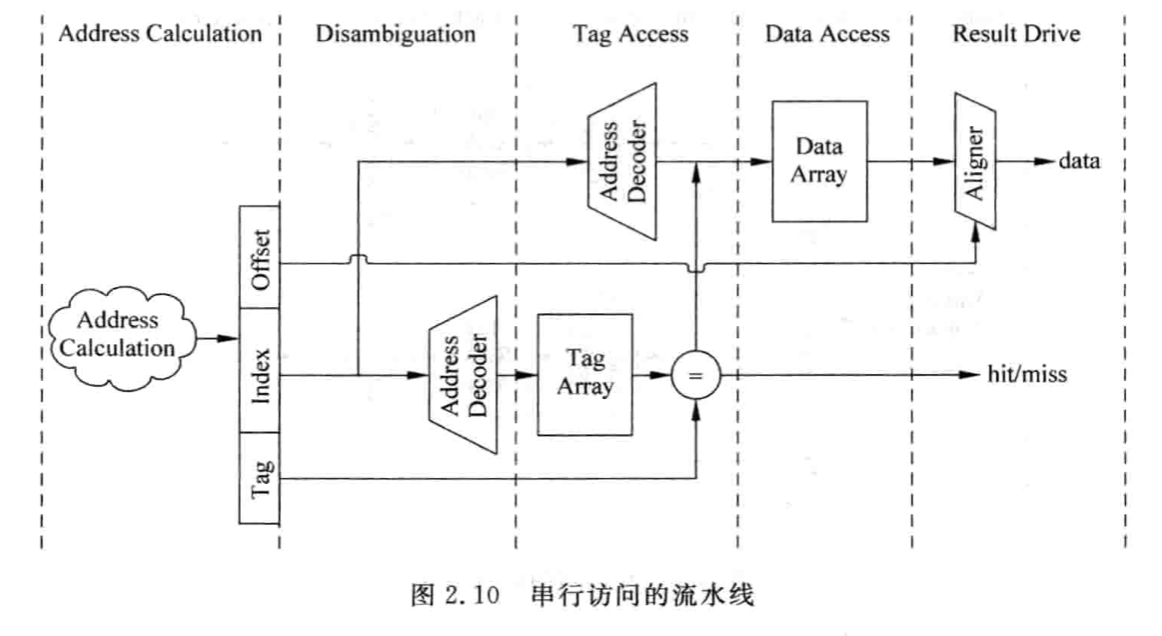 Address Calculation
Disambiguation
Tag Access
Data Access
Result Drive
Address
Decoder
Data
Array
Aligner
data
Offset
Address
Calculation
Index
Address
Decoder
Tag
Array
=
hit/miss
Tag
图 2.10 串行访问的流水线